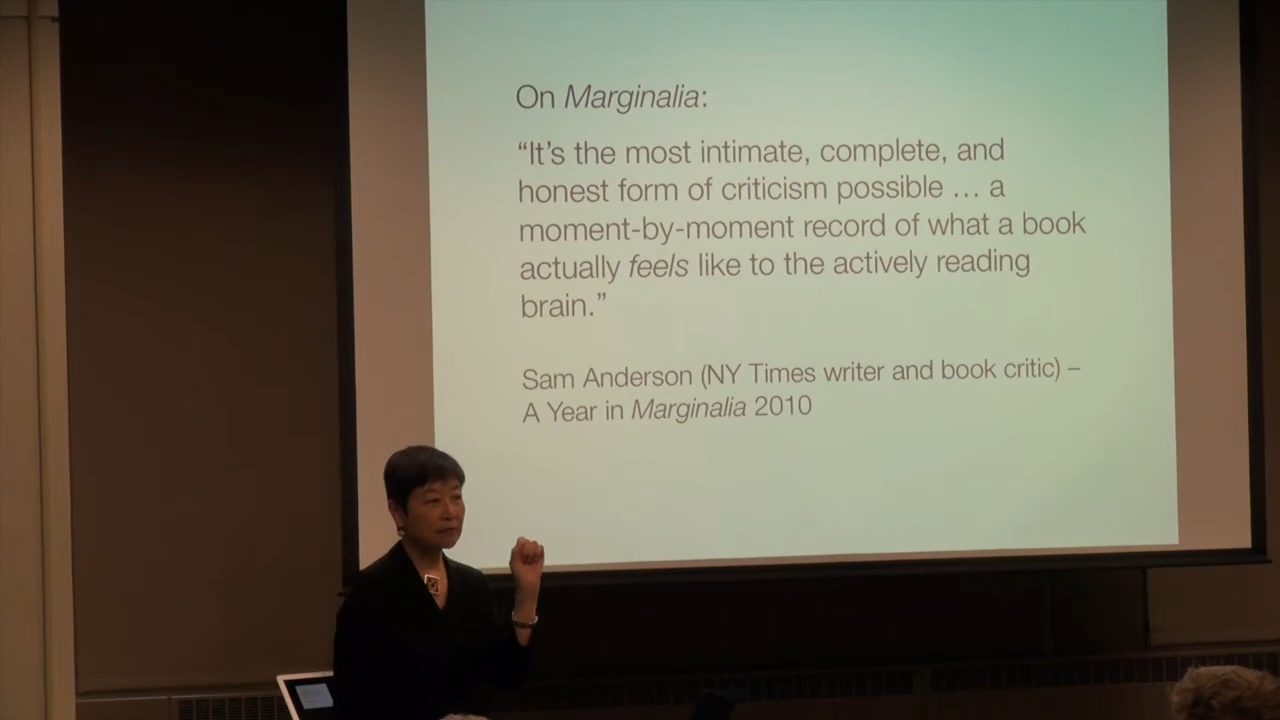 On Marginalia:
“It’s the most intimate, complete, and
honest form of criticism possible … a
moment-by-moment record of what a book
actually feels like to the actively reading
brain.”
Sam Anderson (NY Times writer and book critic) –
A Year in Marginalia 2010